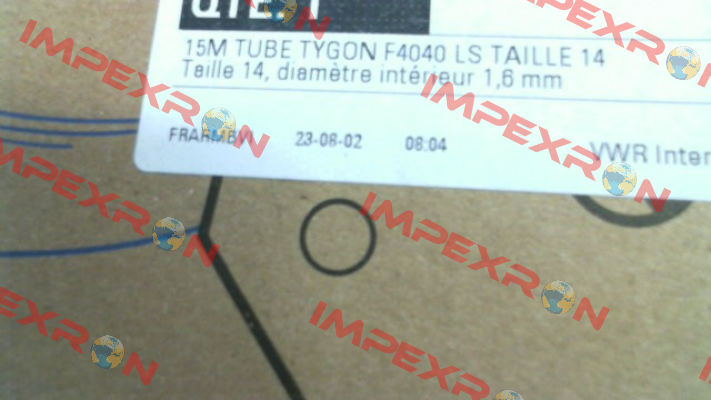 15M TUBE TYGON F4040 LS TAILLE 14
Taille 14, diamètre intérieur 1,6 mm
FRARMBVI 23-08-02 08:04 VWR Inter
IMPEXRON
IMPEXRON
IMPEXRON
IMPEXRON
IMPEXRON
IMPEXRON